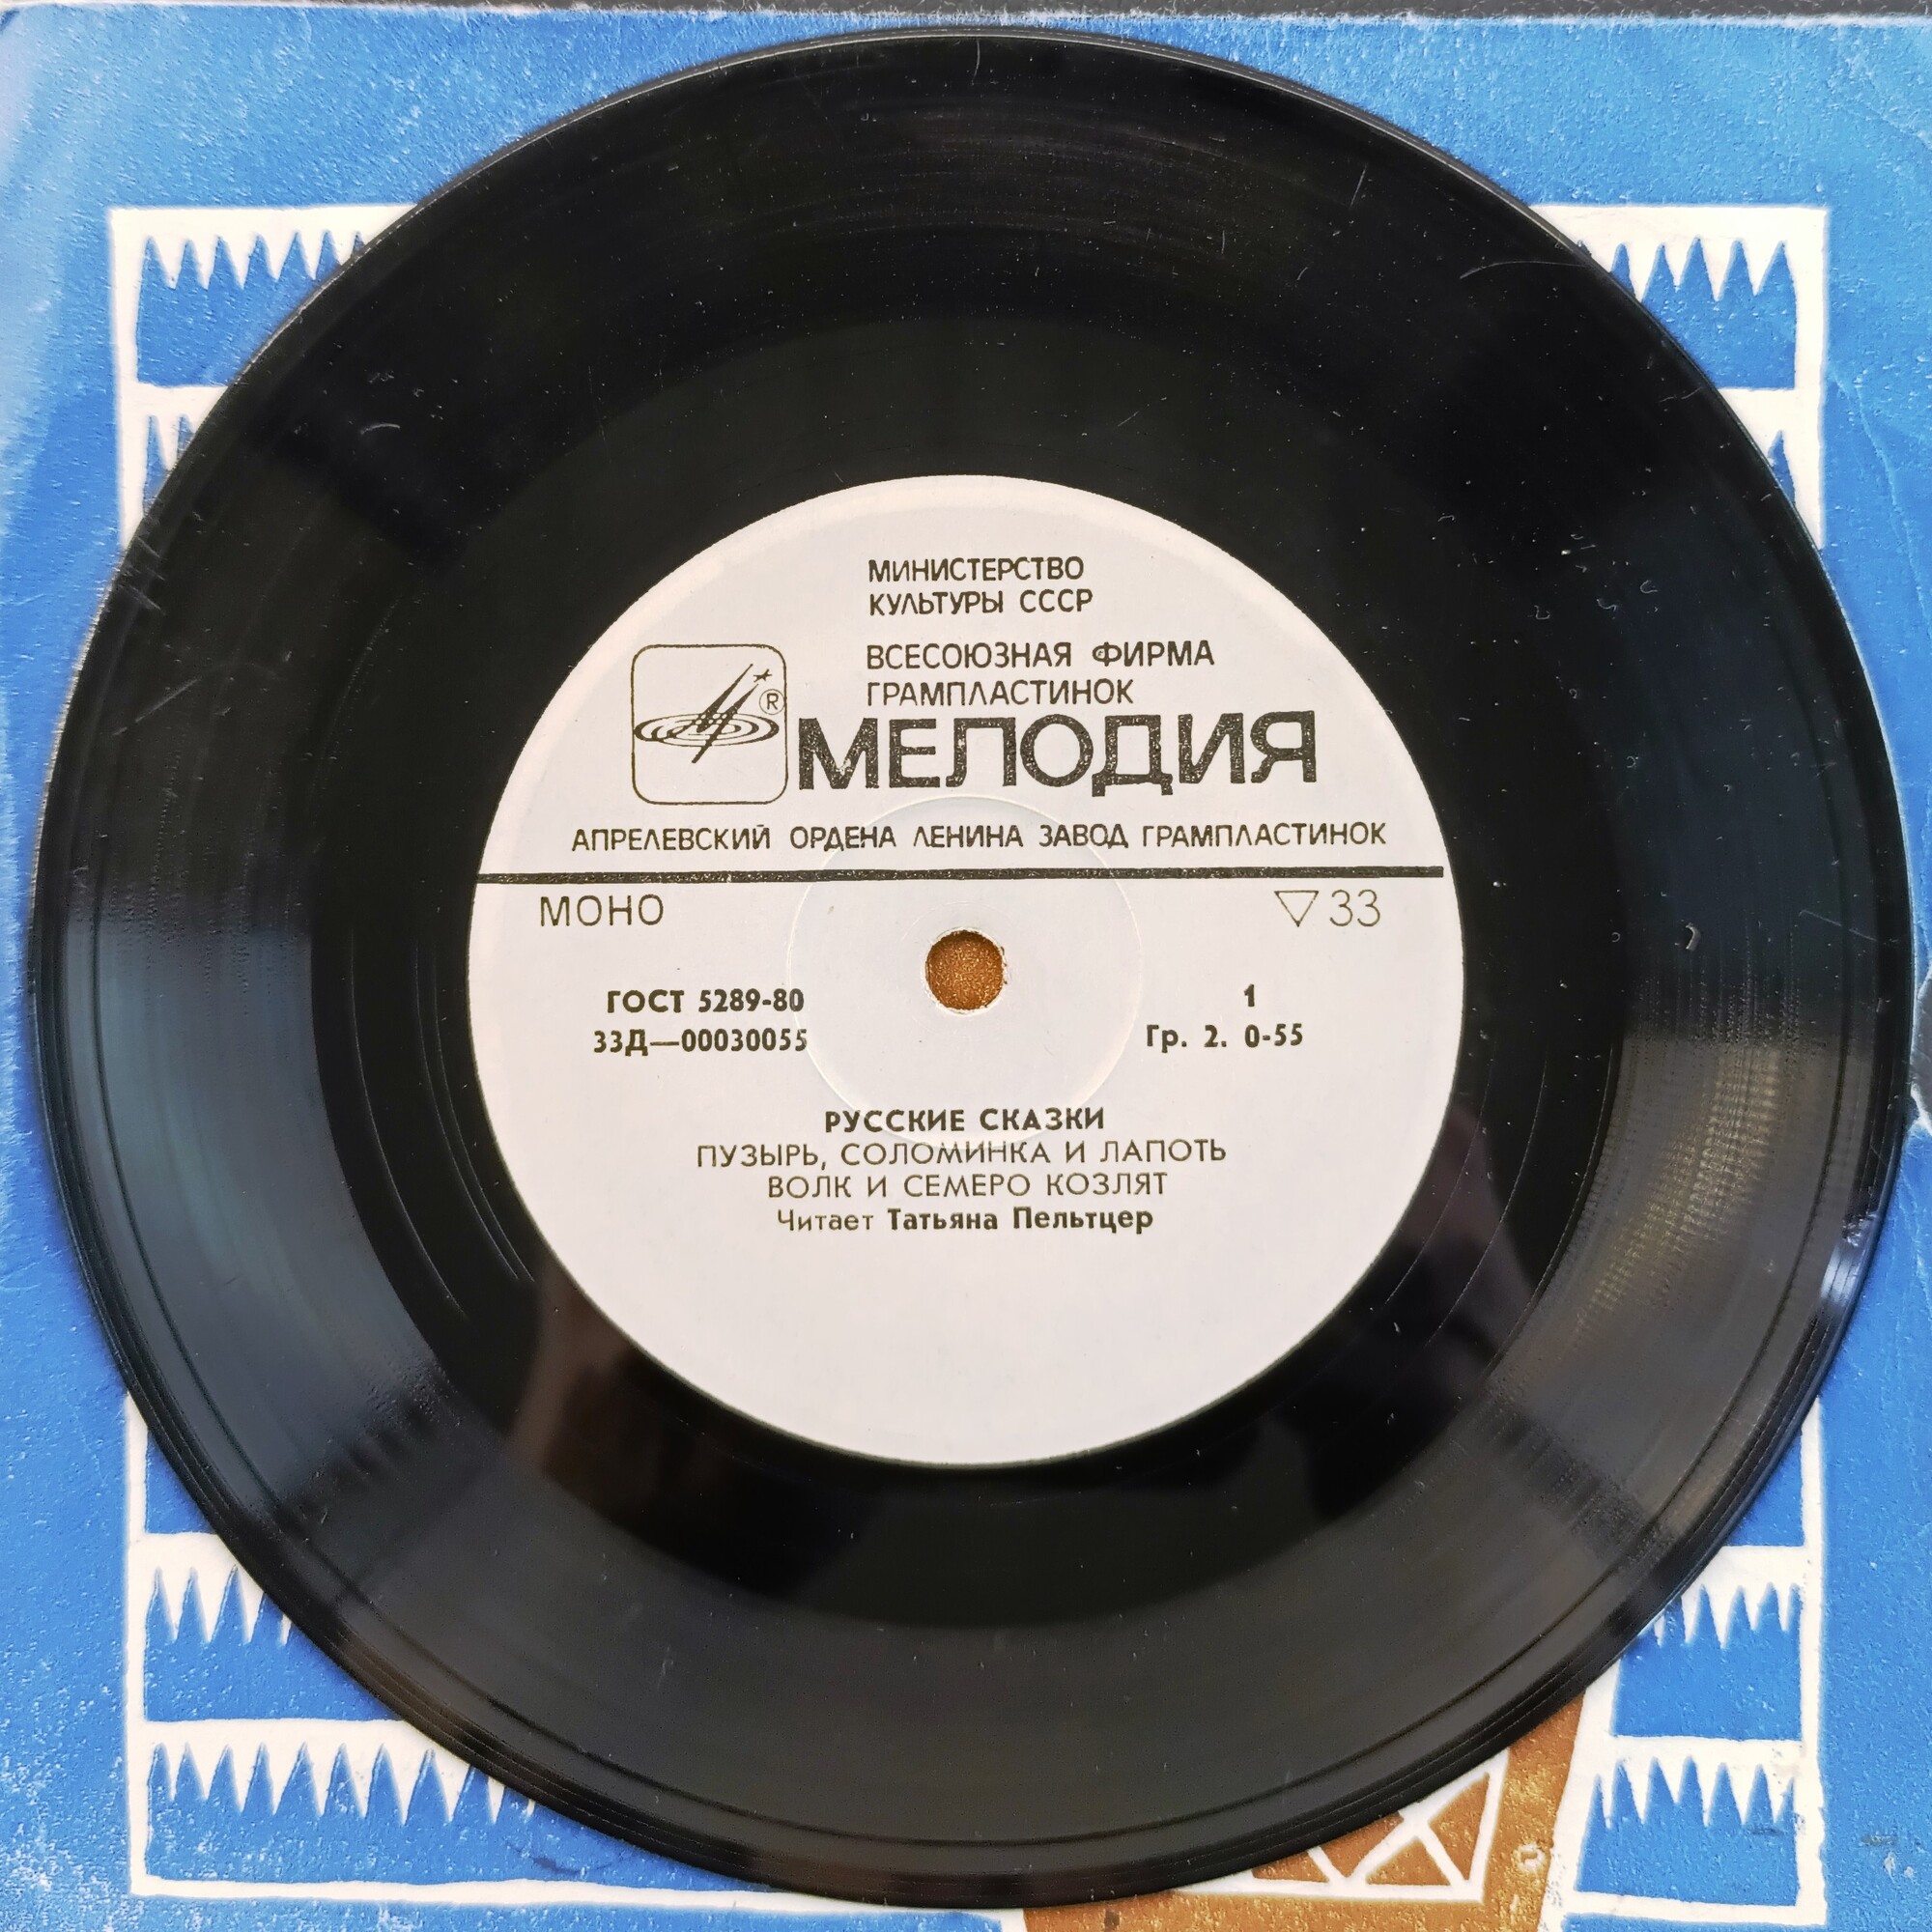 МИНИСТЕРСТВО
КУЛЬТУРЫ СССР
ВСЕСОЮЗНАЯ ФИРМА
ГРАМПЛАСТИНОК
®
МЕЛОДИЯ
АПРЕЛЕВСКИЙ ОРДЕНА ЛЕНИНА ЗАВОД ГРАМПЛАСТИНОК
МОНО ▽33
ГОСТ 5289-80 1
33Д—00030055 Гр. 2. 0-55
РУССКИЕ СКАЗКИ
ПУЗЫРЬ, СОЛОМИНКА И ЛАПОТЬ
ВОЛК И СЕМЕРО КОЗЛЯТ
Читает Татьяна Пельтцер